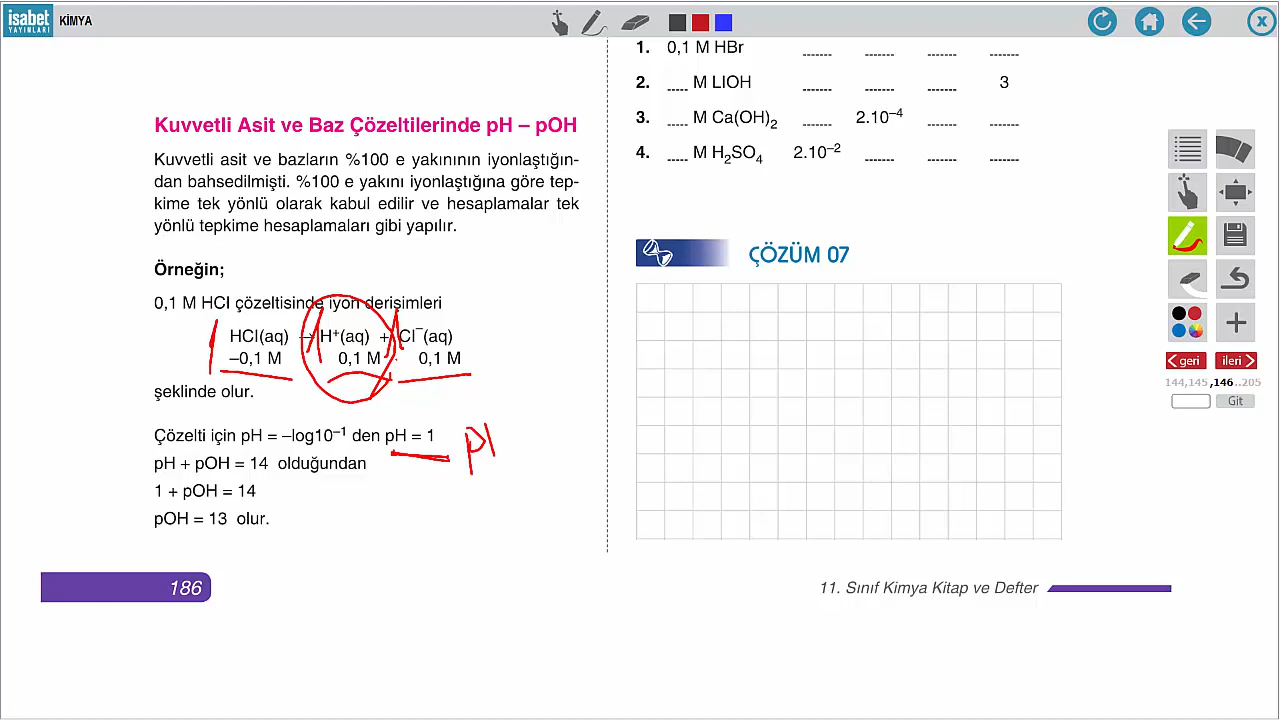 isabet
YAYINLARI
KİMYA
Kuvvetli Asit ve Baz Çözeltilerinde pH – pOH
Kuvvetli asit ve bazların %100 e yakınının iyonlaştığın-
dan bahsedilmişti. %100 e yakını iyonlaştığına göre tep-
kime tek yönlü olarak kabul edilir ve hesaplamalar tek
yönlü tepkime hesaplamaları gibi yapılır.
Örneğin;
0,1 M HCl çözeltisinde iyon derişimleri
HCl(aq) → H⁺(aq) + Cl⁻(aq)
–0,1 M 0,1 M 0,1 M
şeklinde olur.
Çözelti için pH = –log10⁻¹ den pH = 1
pH + pOH = 14 olduğundan
1 + pOH = 14
pOH = 13 olur.
186
1. 0,1 M HBr ------- ------- ------- -------
2. ----- M LIOH ------- ------- ------- 3
3. ----- M Ca(OH)₂ ------- 2.10⁻⁴ ------- -------
4. ----- M H₂SO₄ 2.10⁻² ------- ------- -------
ÇÖZÜM 07
11. Sınıf Kimya Kitap ve Defter
geri ileri
144,145,146..205
Git